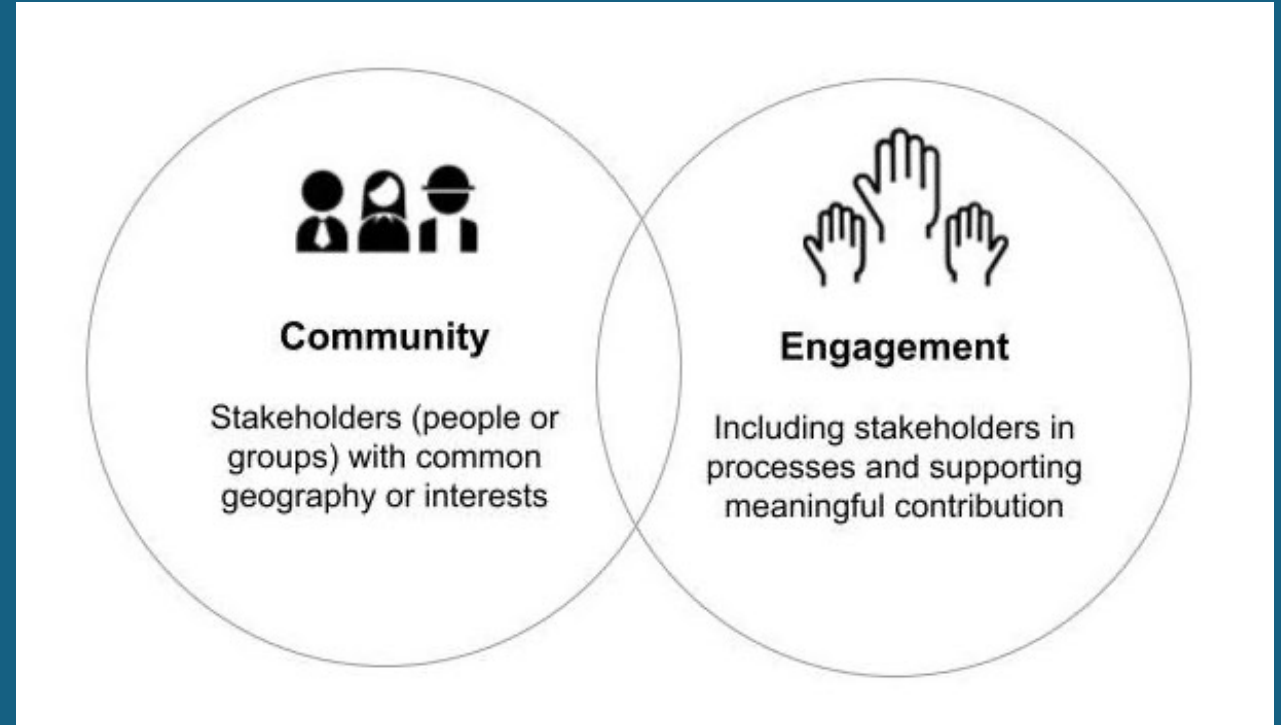 Community
Stakeholders (people or
groups) with common
geography or interests
Engagement
Including stakeholders in
processes and supporting
meaningful contribution